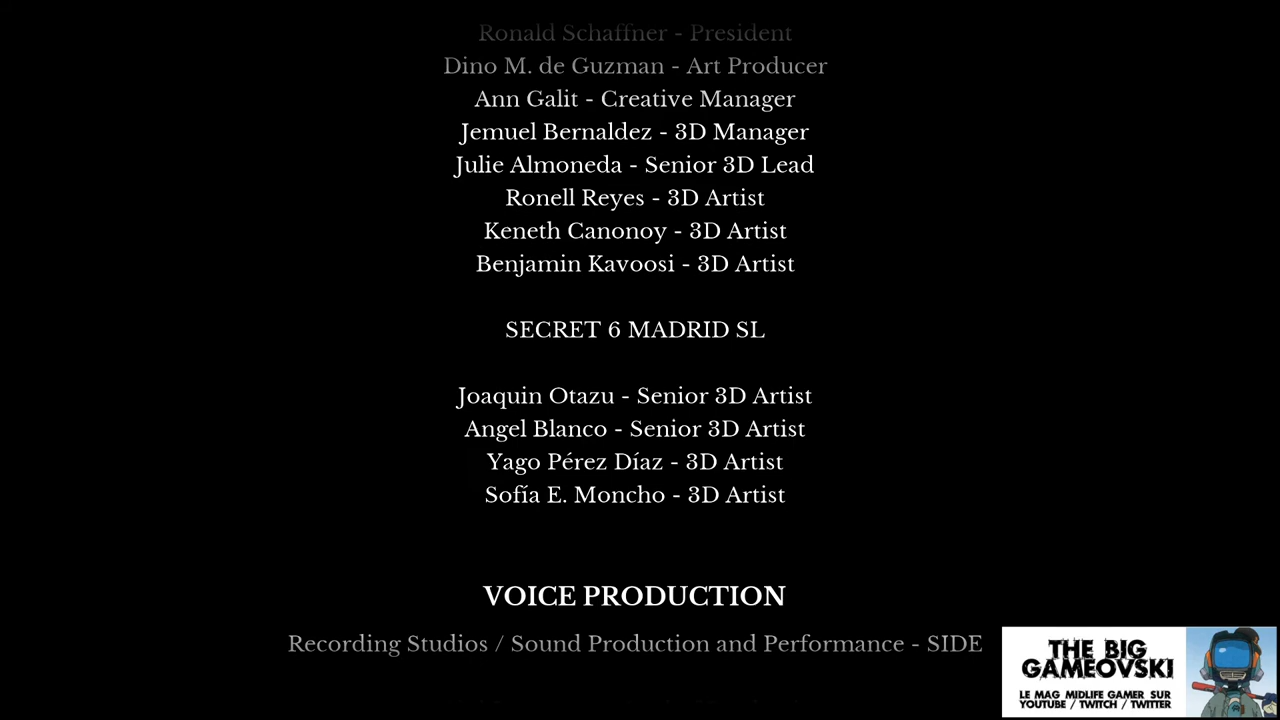 Ronald Schaffner - President
Dino M. de Guzman - Art Producer
Ann Galit - Creative Manager
Jemuel Bernaldez - 3D Manager
Julie Almoneda - Senior 3D Lead
Ronell Reyes - 3D Artist
Keneth Canonoy - 3D Artist
Benjamin Kavoosi - 3D Artist
SECRET 6 MADRID SL
Joaquin Otazu - Senior 3D Artist
Angel Blanco - Senior 3D Artist
Yago Pérez Díaz - 3D Artist
Sofía E. Moncho - 3D Artist
VOICE PRODUCTION
Recording Studios / Sound Production and Performance - SIDE
THE BIG
GAMEOVSKI
LE MAG MIDLIFE GAMER SUR
YOUTUBE / TWITCH / TWITTER